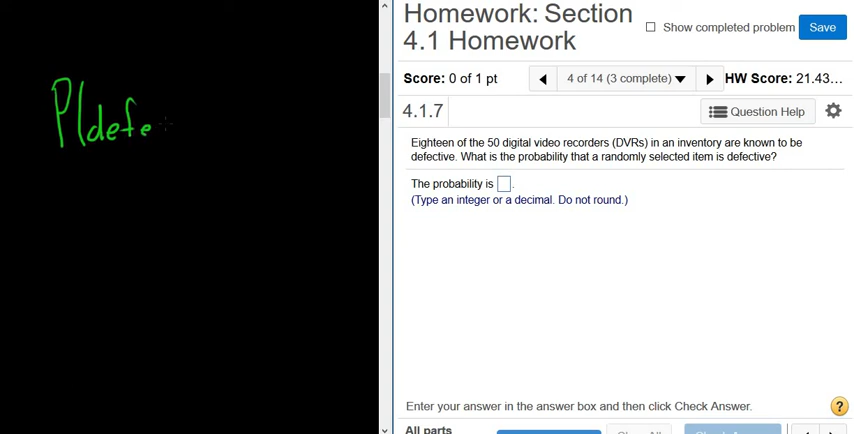 Homework: Section
4.1 Homework
Show completed problem
Save
Score: 0 of 1 pt
4 of 14 (3 complete)
HW Score: 21.43...
4.1.7
Question Help
P(defe
Eighteen of the 50 digital video recorders (DVRs) in an inventory are known to be
defective. What is the probability that a randomly selected item is defective?
The probability is
.
(Type an integer or a decimal. Do not round.)
Enter your answer in the answer box and then click Check Answer.
?
All parts
Clear All
Check Answer